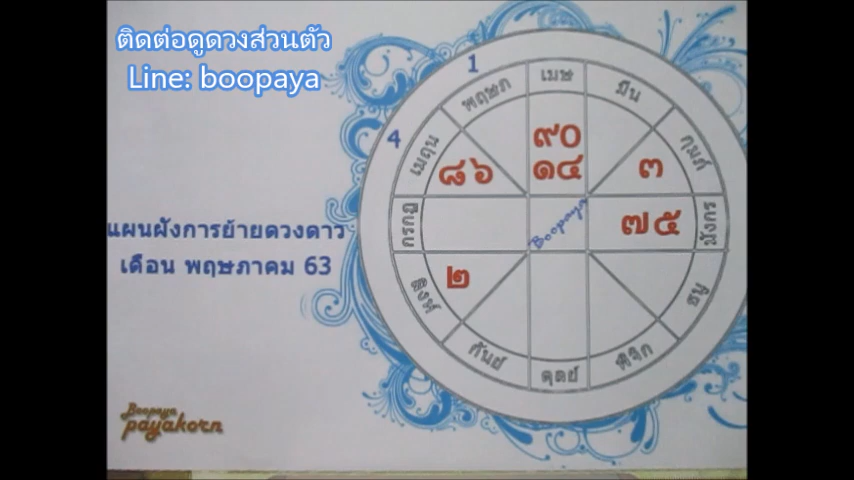 ติดต่อดูดวงส่วนตัว
Line: boopaya
แผนผังการย้ายดวงดาว
เดือน พฤษภาคม 63
Boopaya
payakorn
1
4
เมษ
พฤษภ
เมถุน
กรกฎ
สิงห์
กันย์
ตุลย์
พิจิก
ธนู
มังกร
กุมภ์
มีน
๙๐
๑๔
๘๖
๓
๗๕
๒
Boopaya